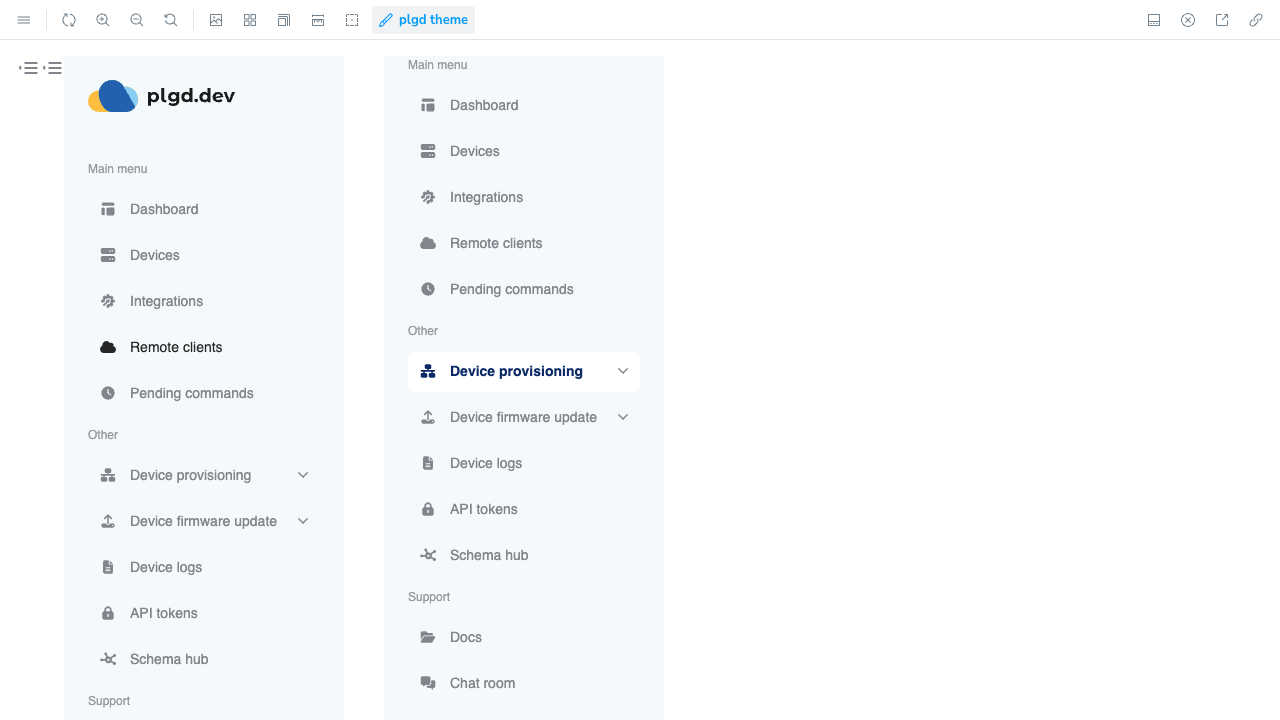 plgd theme
plgd.dev
Main menu
Dashboard
Devices
Integrations
Remote clients
Pending commands
Other
Device provisioning
Device firmware update
Device logs
API tokens
Schema hub
Support
Main menu
Dashboard
Devices
Integrations
Remote clients
Pending commands
Other
Device provisioning
Device firmware update
Device logs
API tokens
Schema hub
Support
Docs
Chat room